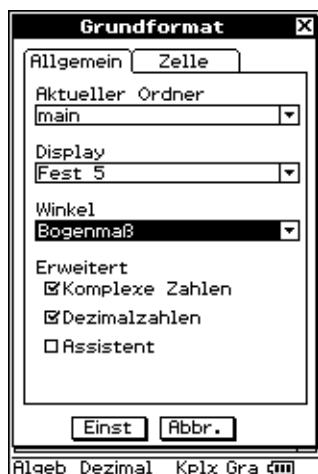 Grundformat
Allgemein Zelle
Aktueller Ordner
main
Display
Fest 5
Winkel
Bogenmaß
Erweitert
Komplexe Zahlen
Dezimalzahlen
Assistent
Einst Abbr.
Algeb Dezimal Kplx Gra